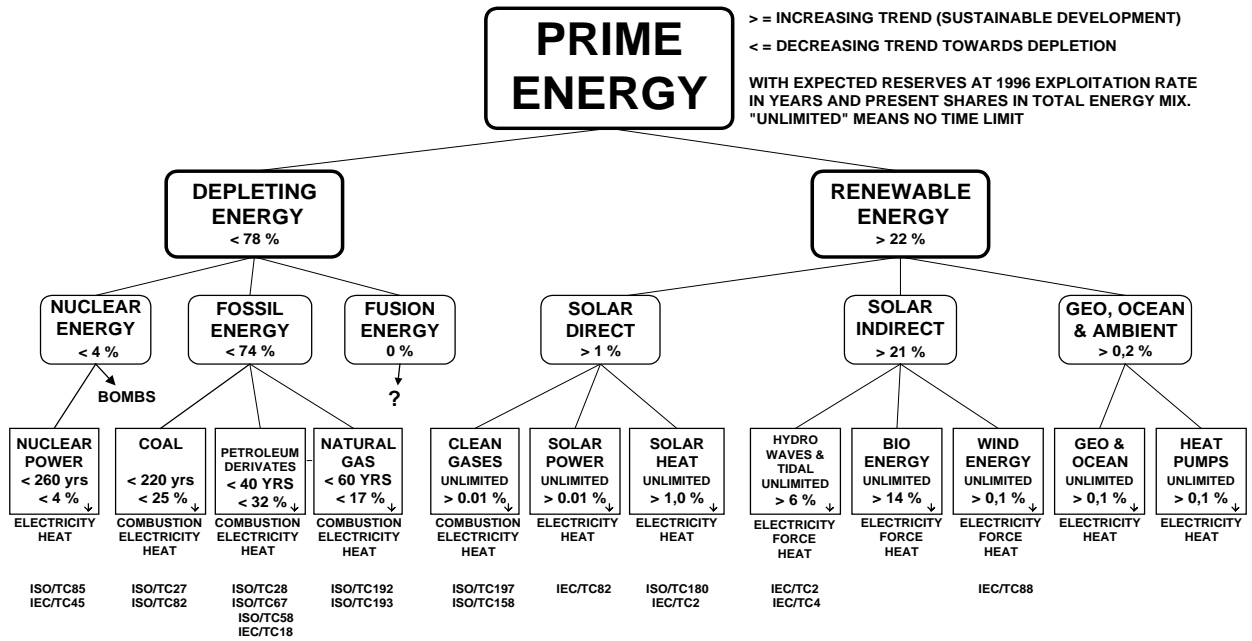 PRIME
ENERGY
> = INCREASING TREND (SUSTAINABLE DEVELOPMENT)
< = DECREASING TREND TOWARDS DEPLETION
WITH EXPECTED RESERVES AT 1996 EXPLOITATION RATE
IN YEARS AND PRESENT SHARES IN TOTAL ENERGY MIX.
"UNLIMITED" MEANS NO TIME LIMIT
DEPLETING
ENERGY
< 78 %
RENEWABLE
ENERGY
> 22 %
NUCLEAR
ENERGY
< 4 %
FOSSIL
ENERGY
< 74 %
FUSION
ENERGY
0 %
SOLAR
DIRECT
> 1 %
SOLAR
INDIRECT
> 21 %
GEO, OCEAN
& AMBIENT
> 0,2 %
BOMBS
?
NUCLEAR
POWER
< 260 yrs
< 4 %
ELECTRICITY
HEAT
ISO/TC85
IEC/TC45
COAL
< 220 yrs
< 25 %
COMBUSTION
ELECTRICITY
HEAT
ISO/TC27
ISO/TC82
PETROLEUM
DERIVATES
< 40 YRS
< 32 %
COMBUSTION
ELECTRICITY
HEAT
ISO/TC28
ISO/TC67
ISO/TC58
IEC/TC18
NATURAL
GAS
< 60 YRS
< 17 %
COMBUSTION
ELECTRICITY
HEAT
ISO/TC192
ISO/TC193
CLEAN
GASES
UNLIMITED
> 0.01 %
COMBUSTION
ELECTRICITY
HEAT
ISO/TC197
ISO/TC158
SOLAR
POWER
UNLIMITED
> 0.01 %
ELECTRICITY
HEAT
IEC/TC82
SOLAR
HEAT
UNLIMITED
> 1,0 %
ELECTRICITY
HEAT
ISO/TC180
IEC/TC2
HYDRO
WAVES &
TIDAL
UNLIMITED
> 6 %
ELECTRICITY
FORCE
HEAT
IEC/TC2
IEC/TC4
BIO
ENERGY
UNLIMITED
> 14 %
ELECTRICITY
FORCE
HEAT
WIND
ENERGY
UNLIMITED
> 0,1 %
ELECTRICITY
FORCE
HEAT
IEC/TC88
GEO &
OCEAN
UNLIMITED
> 0,1 %
ELECTRICITY
HEAT
HEAT
PUMPS
UNLIMITED
> 0,1 %
ELECTRICITY
HEAT